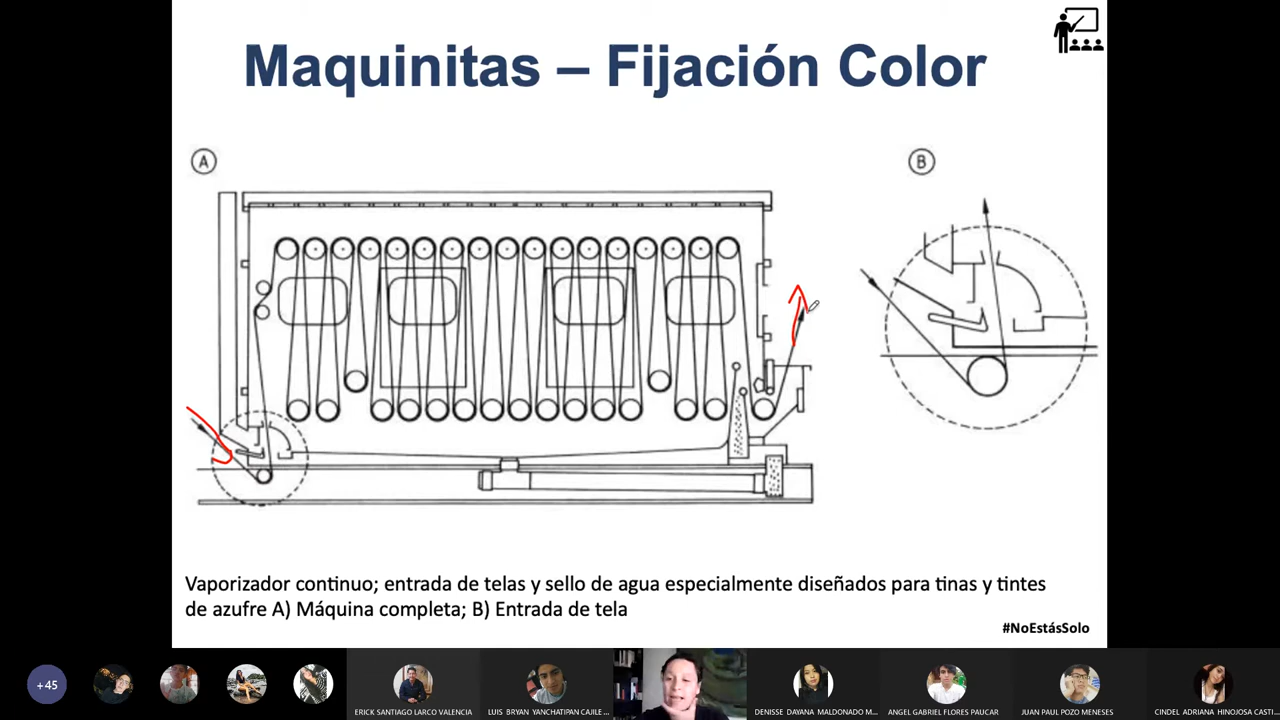 Maquinitas – Fijación Color
A
B
Vaporizador continuo; entrada de telas y sello de agua especialmente diseñados para tinas y tintes
de azufre A) Máquina completa; B) Entrada de tela
#NoEstásSolo
+45
ERICK SANTIAGO LARCO VALENCIA
LUIS BRYAN YANCHATIPAN CAJILE...
DENISSE DAYANA MALDONADO M...
ANGEL GABRIEL FLORES PAUCAR
JUAN PAUL POZO MENESES
CINDEL ADRIANA HINOJOSA CASTI...